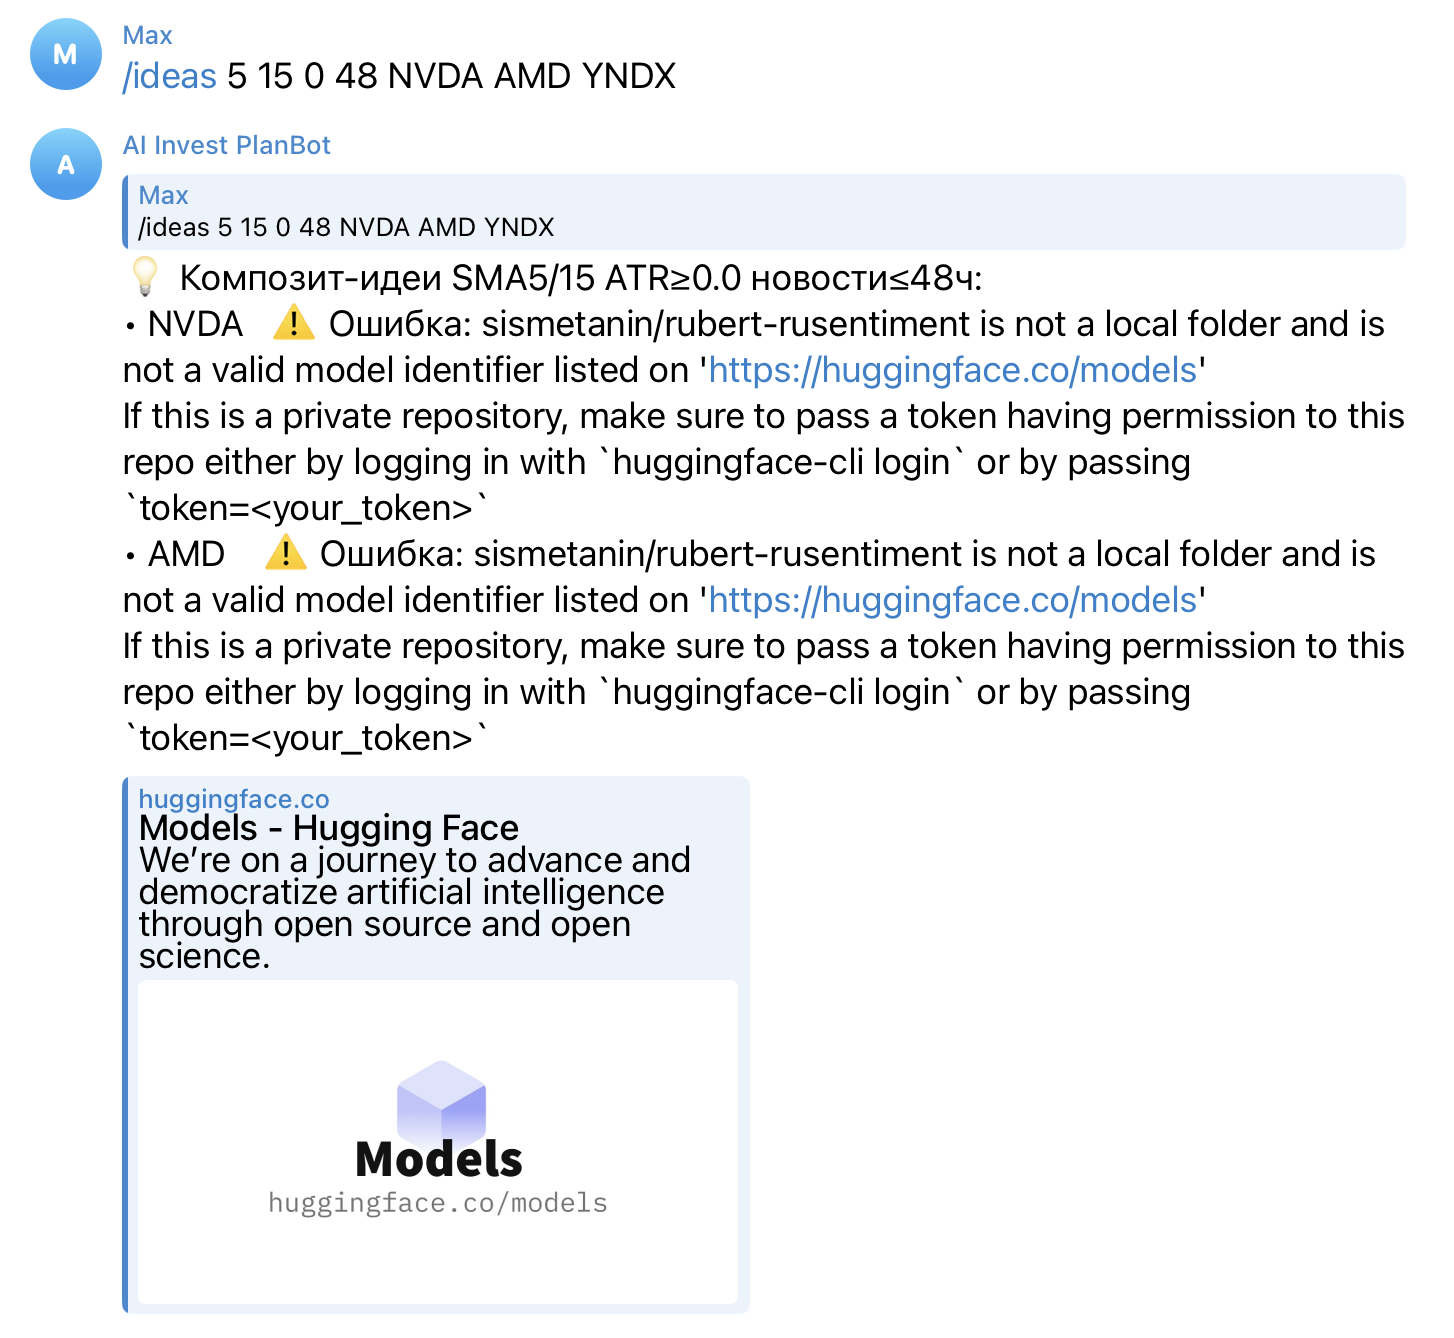 M
Max
/ideas 5 15 0 48 NVDA AMD YNDX
A
AI Invest PlanBot
Max
/ideas 5 15 0 48 NVDA AMD YNDX
💡 Композит-идеи SMA5/15 ATR≥0.0 новости≤48ч:
• NVDA ⚠️ Ошибка: sismetanin/rubert-rusentiment is not a local folder and is
not a valid model identifier listed on 'https://huggingface.co/models'
If this is a private repository, make sure to pass a token having permission to this
repo either by logging in with `huggingface-cli login` or by passing
`token=<your_token>`
• AMD ⚠️ Ошибка: sismetanin/rubert-rusentiment is not a local folder and is
not a valid model identifier listed on 'https://huggingface.co/models'
If this is a private repository, make sure to pass a token having permission to this
repo either by logging in with `huggingface-cli login` or by passing
`token=<your_token>`
huggingface.co
Models - Hugging Face
We’re on a journey to advance and
democratize artificial intelligence
through open source and open
science.
Models
huggingface.co/models